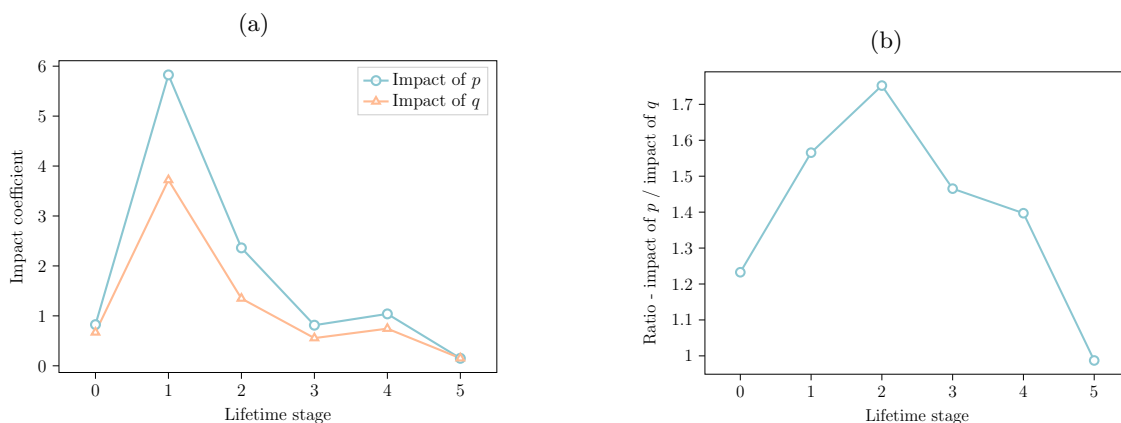 (a)
6
5
4
3
2
1
0
Impact coefficient
Impact of p
Impact of q
0 1 2 3 4 5
Lifetime stage
(b)
1.7
1.6
1.5
1.4
1.3
1.2
1.1
1
Ratio - impact of p / impact of q
0 1 2 3 4 5
Lifetime stage